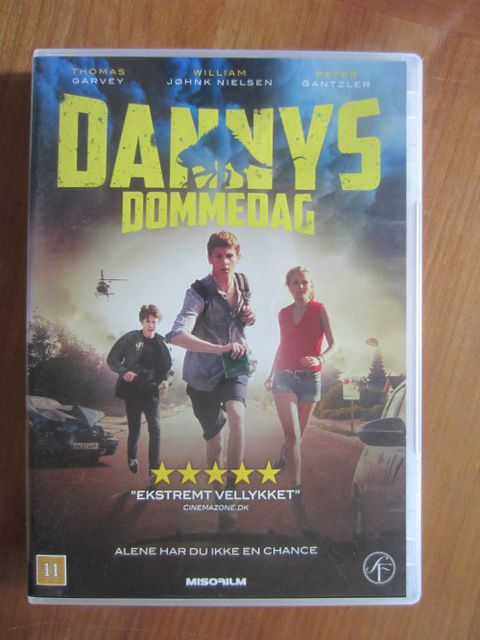 THOMAS GARVEY
WILLIAM JØHNK NIELSEN
PETER GANTZLER
DANNYS
DOMMEDAG
"EKSTREMT VELLYKKET"
CINEMAZONE.DK
ALENE HAR DU IKKE EN CHANCE
11
MISOFILM
SF